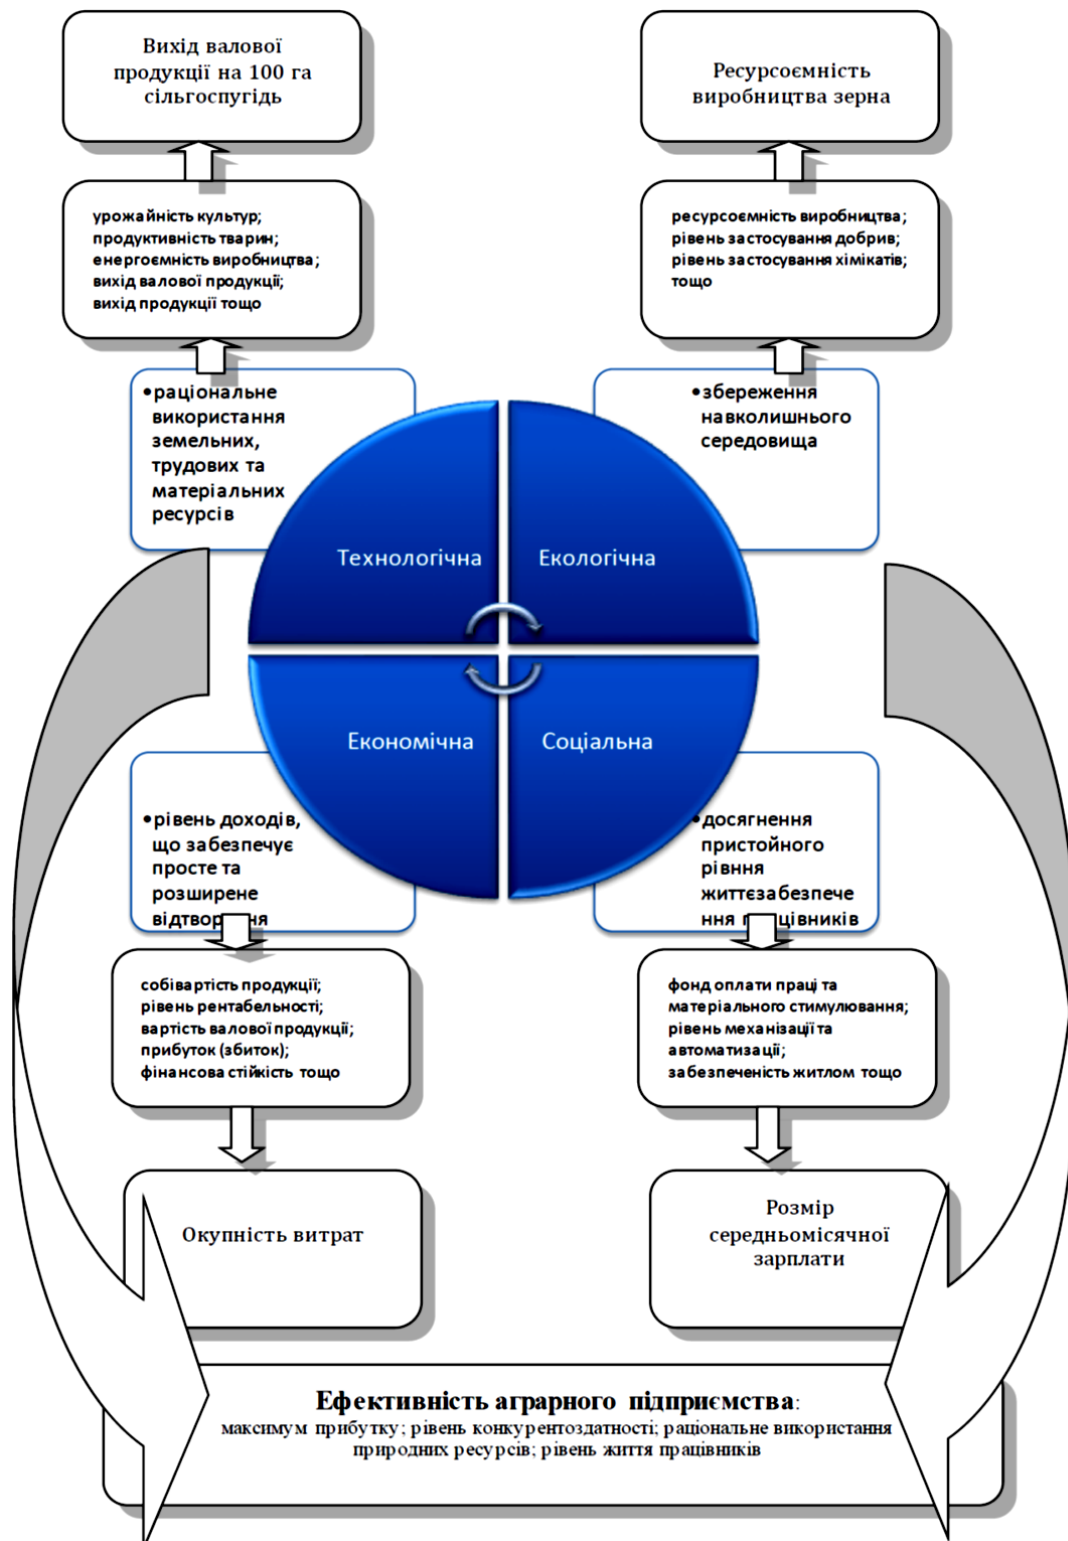 Вихід валової
продукції на 100 га
сільгоспугідь
Ресурсоємність
виробництва зерна
урожайність культур;
продуктивність тварин;
енергоємність виробництва;
вихід валової продукції;
вихід продукції тощо
ресурсоємність виробництва;
рівень застосування добрив;
рівень застосування хімікатів;
тощо
•раціональне
використання
земельних,
трудових та
матеріальних
ресурсів
•збереження
навколишнього
середовища
Технологічна
Екологічна
Економічна
Соціальна
•рівень доходів,
що забезпечує
просте та
розширене
відтворення
•досягнення
пристойного
рівння
життєзабезпече
ння працівників
собівартість продукції;
рівень рентабельності;
вартість валової продукції;
прибуток (збиток);
фінансова стійкість тощо
фонд оплати праці та
матеріального стимулювання;
рівень механізації та
автоматизації;
забезпеченість житлом тощо
Окупність витрат
Розмір
середньомісячної
зарплати
Ефективність аграрного підприємства:
максимум прибутку; рівень конкурентоздатності; раціональне використання
природних ресурсів; рівень життя працівників